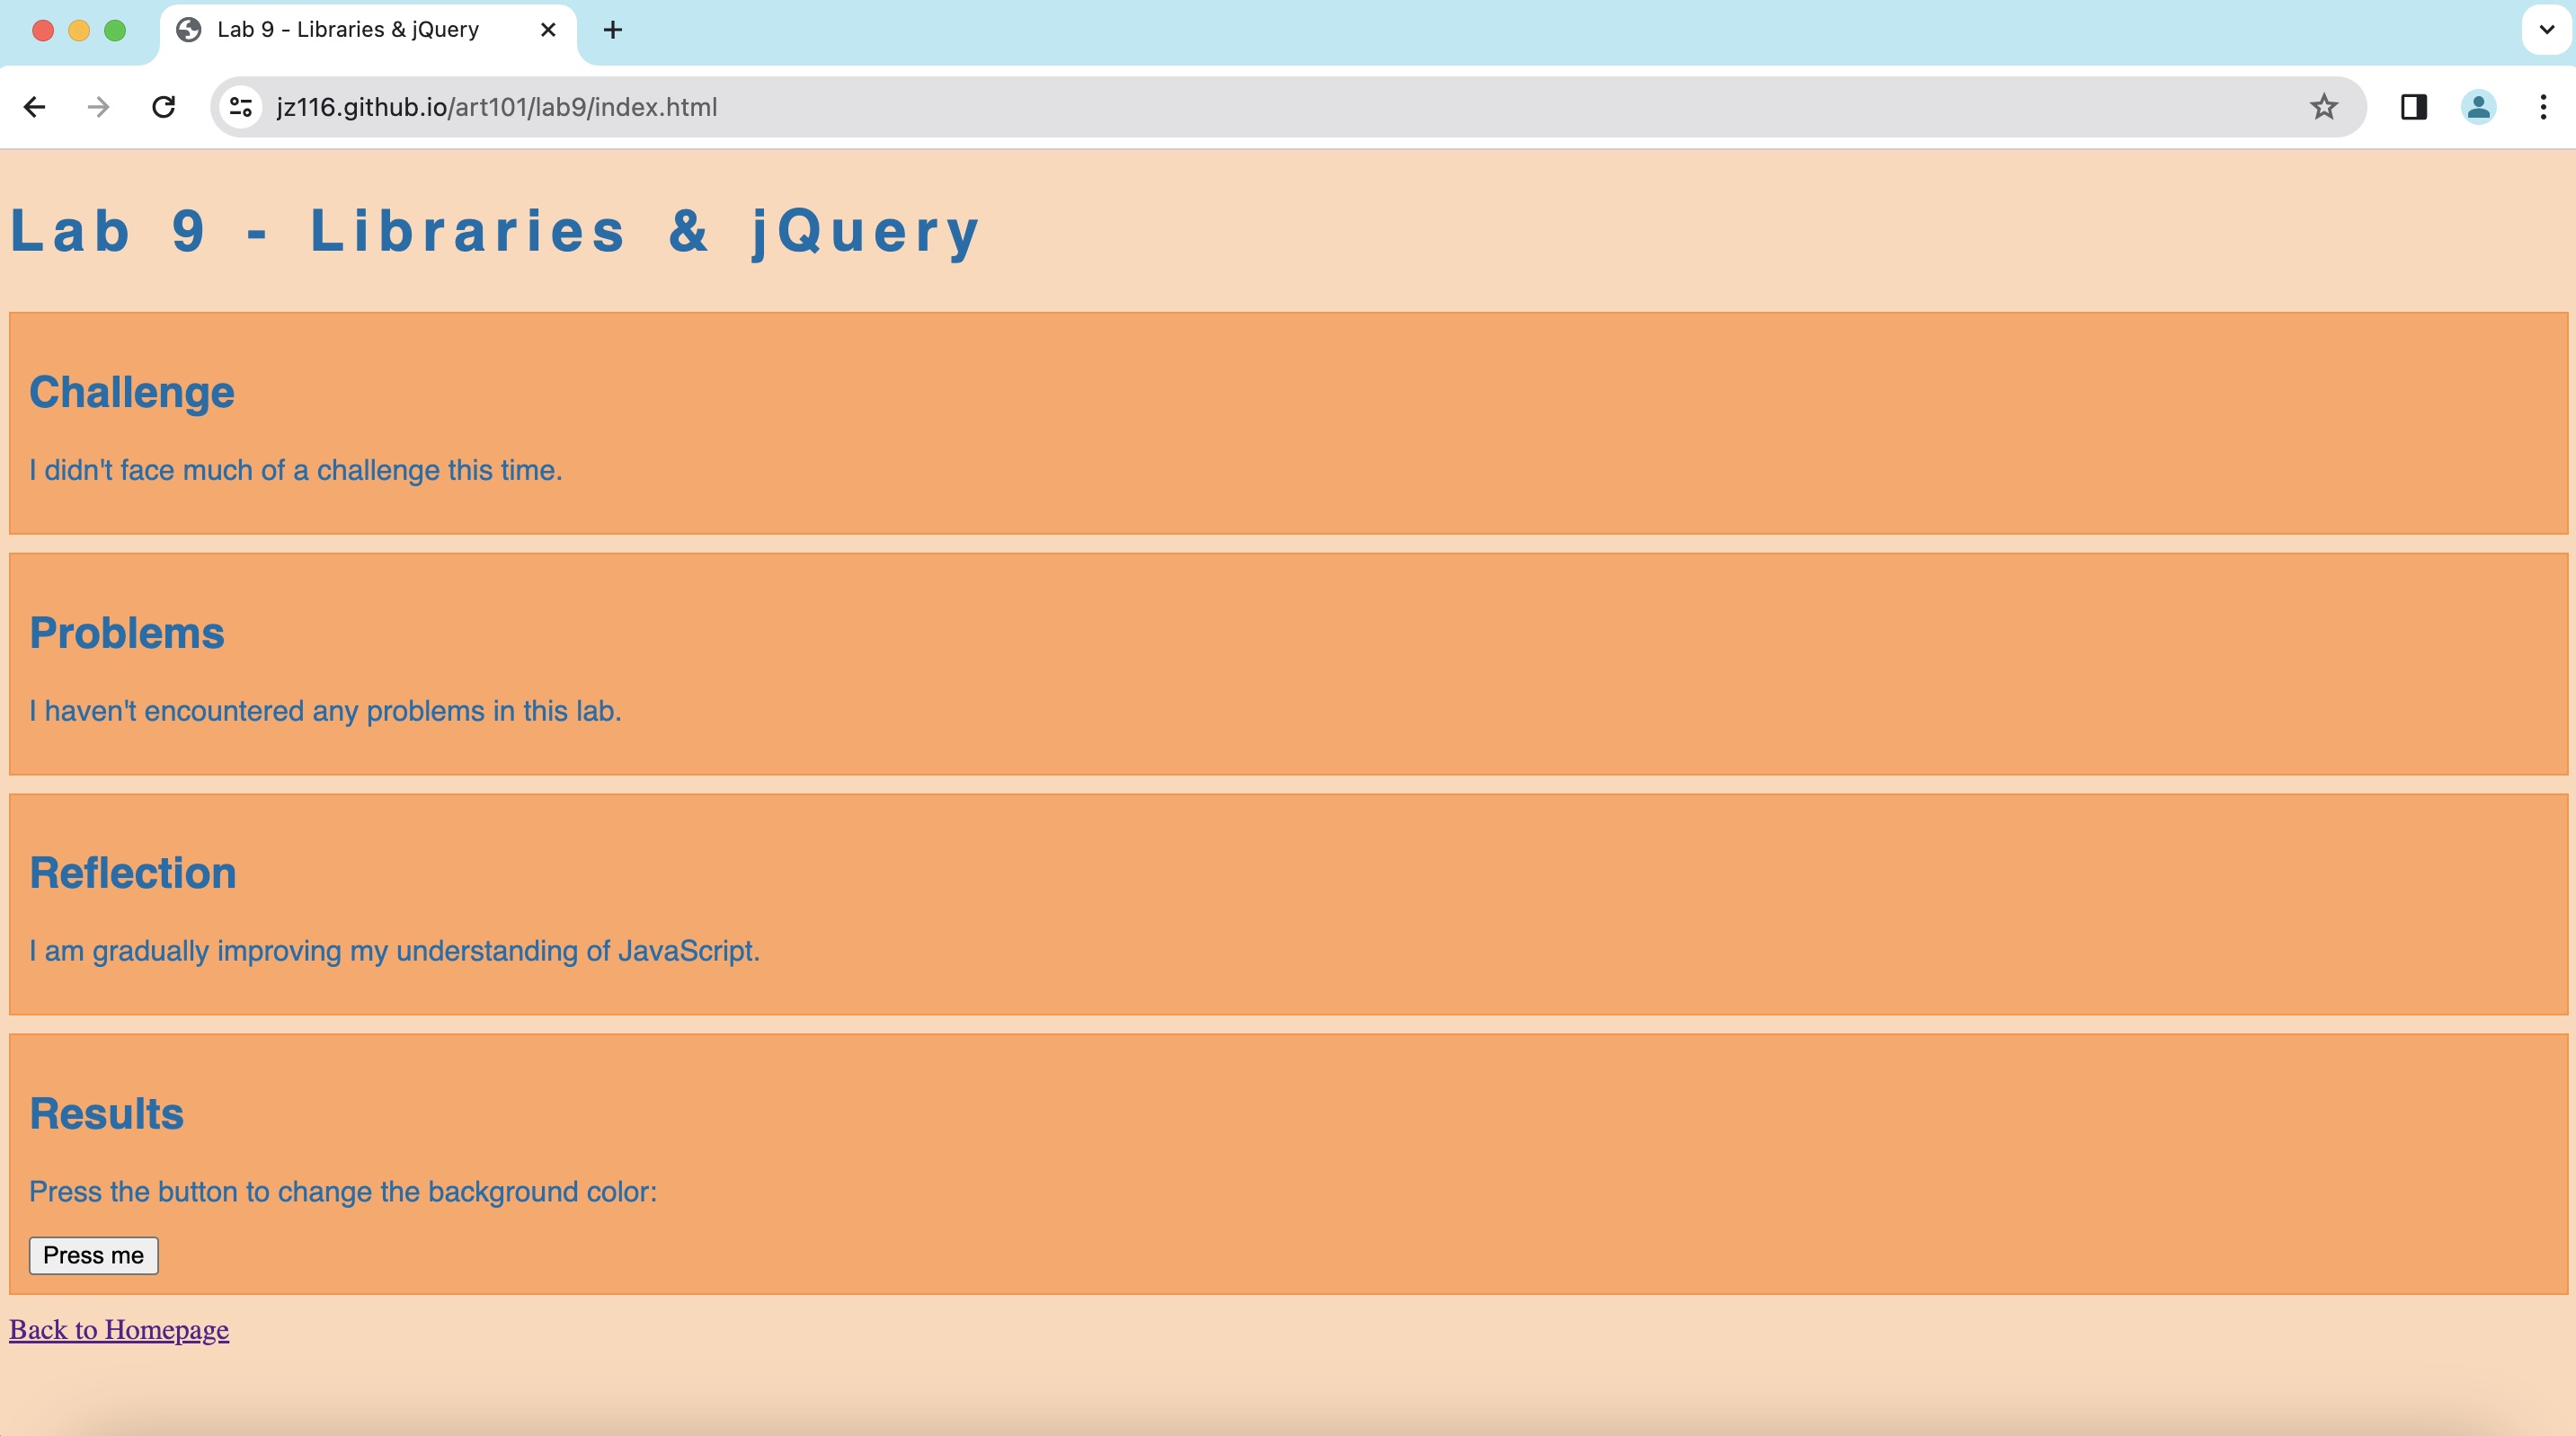 Lab 9 - Libraries & jQuery
jz116.github.io/art101/lab9/index.html
Lab 9 - Libraries & jQuery
Challenge
I didn't face much of a challenge this time.
Problems
I haven't encountered any problems in this lab.
Reflection
I am gradually improving my understanding of JavaScript.
Results
Press the button to change the background color:
Press me
Back to Homepage